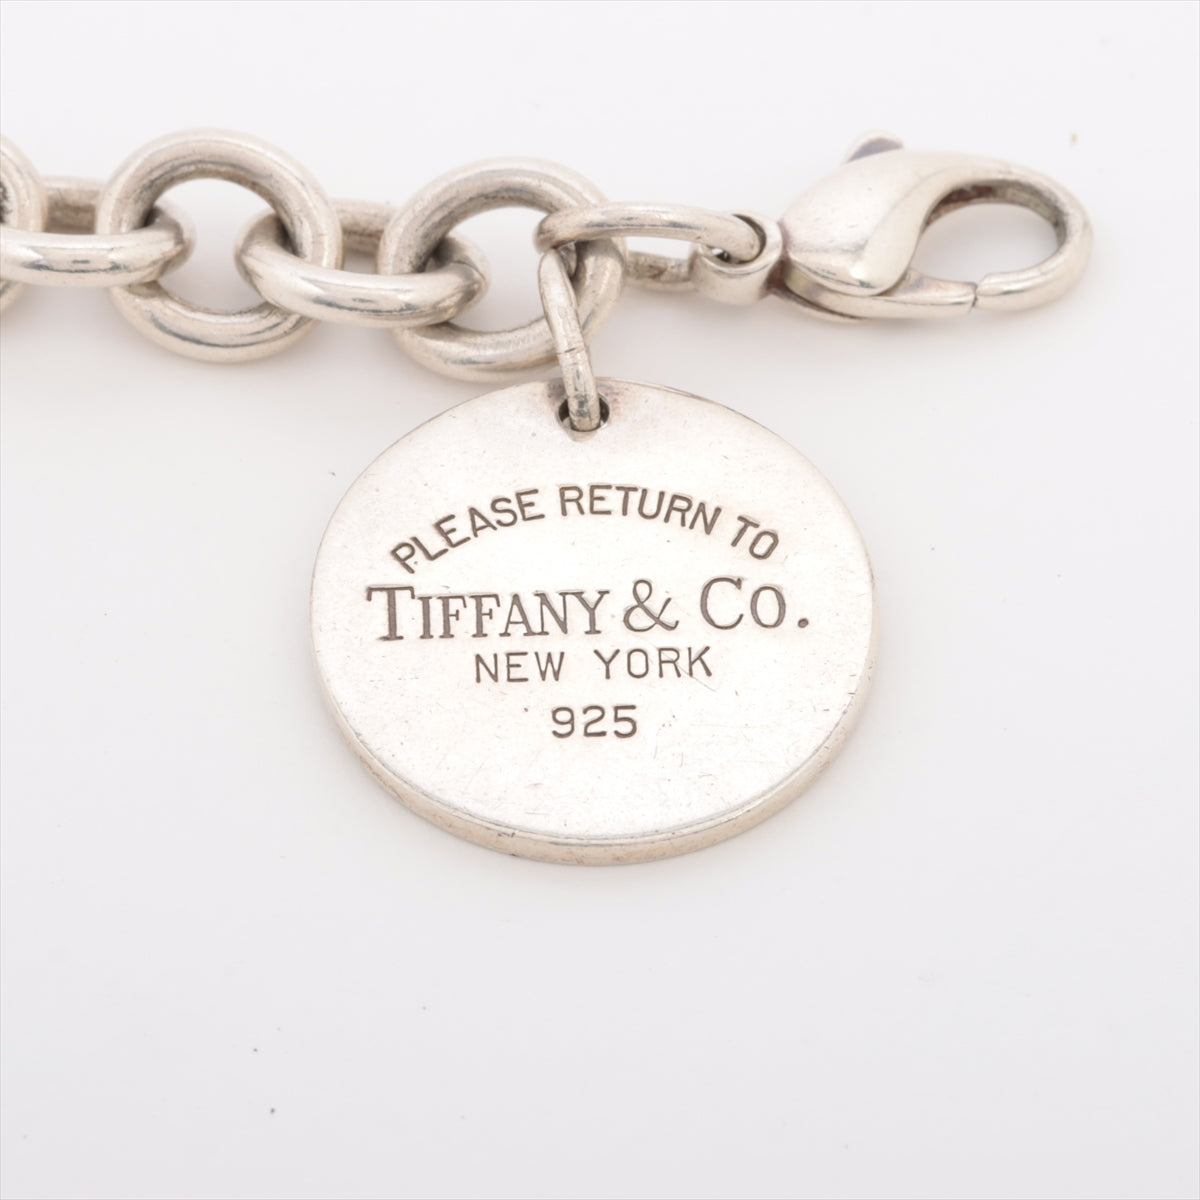 PLEASE RETURN TO
TIFFANY & CO.
NEW YORK
925